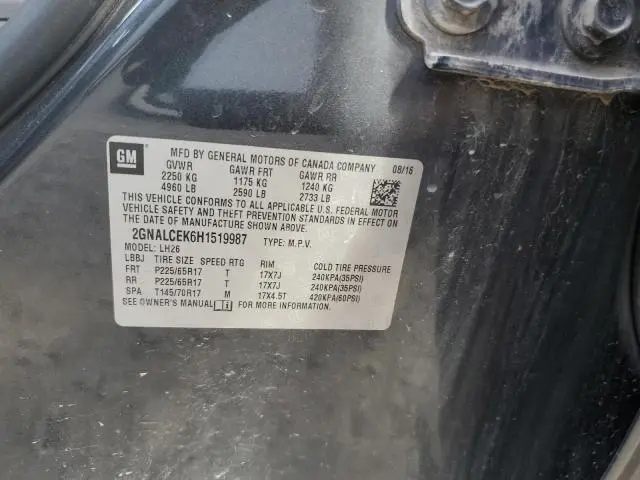 GM
MFD BY GENERAL MOTORS OF CANADA COMPANY 08/16
GVWR GAWR FRT GAWR RR
2250 KG 1175 KG 1240 KG
4960 LB 2590 LB 2733 LB
THIS VEHICLE CONFORMS TO ALL APPLICABLE U.S. FEDERAL MOTOR
VEHICLE SAFETY, AND THEFT PREVENTION STANDARDS IN EFFECT ON
THE DATE OF MANUFACTURE SHOWN ABOVE.
2GNALCEK6H1519987 TYPE: M.P.V.
MODEL: LH26
LBBJ TIRE SIZE SPEED RTG RIM COLD TIRE PRESSURE
FRT P225/65R17 T 17X7J 240KPA(35PSI)
RR P225/65R17 T 17X7J 240KPA(35PSI)
SPA T145/70R17 M 17X4.5T 420KPA(60PSI)
SEE OWNER'S MANUAL i FOR MORE INFORMATION.